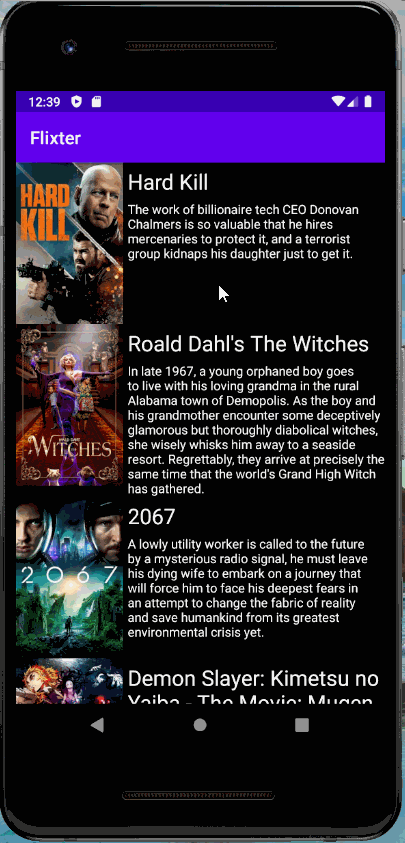 12:39
Flixter
HARD
KILL
Hard Kill
The work of billionaire tech CEO Donovan
Chalmers is so valuable that he hires
mercenaries to protect it, and a terrorist
group kidnaps his daughter just to get it.
WITCHES
Roald Dahl's The Witches
In late 1967, a young orphaned boy goes
to live with his loving grandma in the rural
Alabama town of Demopolis. As the boy and
his grandmother encounter some deceptively
glamorous but thoroughly diabolical witches,
she wisely whisks him away to a seaside
resort. Regrettably, they arrive at precisely the
same time that the world's Grand High Witch
has gathered.
2067
2067
A lowly utility worker is called to the future
by a mysterious radio signal, he must leave
his dying wife to embark on a journey that
will force him to face his deepest fears in
an attempt to change the fabric of reality
and save humankind from its greatest
environmental crisis yet.
Demon Slayer: Kimetsu no
Yaiba - The Movie: Mugen